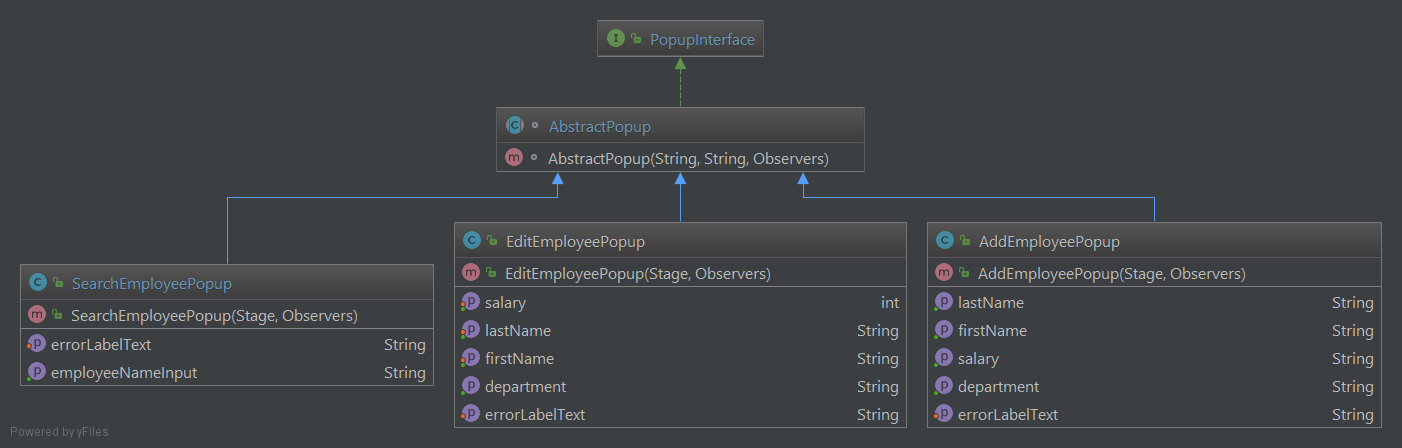 PopupInterface
AbstractPopup
AbstractPopup(String, String, Observers)
SearchEmployeePopup
SearchEmployeePopup(Stage, Observers)
errorLabelText String
employeeNameInput String
EditEmployeePopup
EditEmployeePopup(Stage, Observers)
salary int
lastName String
firstName String
department String
errorLabelText String
AddEmployeePopup
AddEmployeePopup(Stage, Observers)
lastName String
firstName String
salary String
department String
errorLabelText String
Powered by yFiles